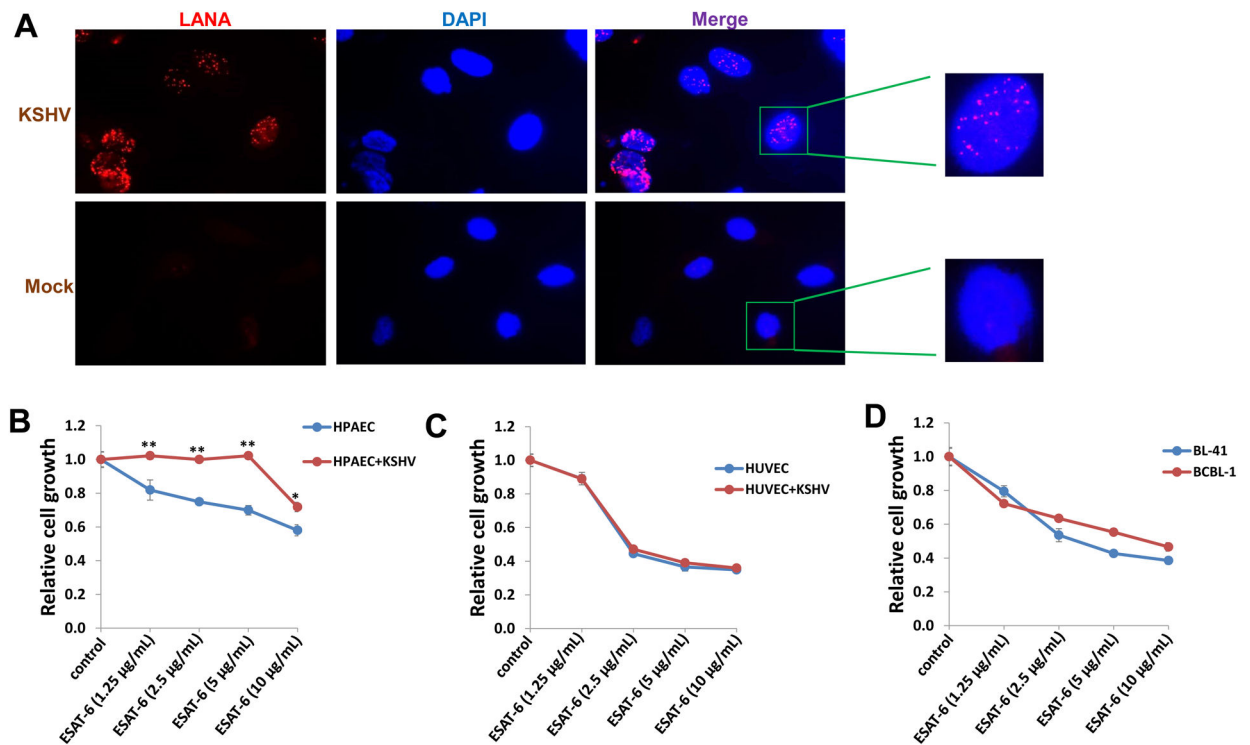 A
LANA
DAPI
Merge
KSHV
Mock
B
Relative cell growth
1.2
1.0
0.8
0.6
0.4
0.2
0.0
control
ESAT-6 (1.25 µg/mL)
ESAT-6 (2.5 µg/mL)
ESAT-6 (5 µg/mL)
ESAT-6 (10 µg/mL)
**
**
**
*
HPAEC
HPAEC+KSHV
C
Relative cell growth
1.2
1.0
0.8
0.6
0.4
0.2
0.0
control
ESAT-6 (1.25 µg/mL)
ESAT-6 (2.5 µg/mL)
ESAT-6 (5 µg/mL)
ESAT-6 (10 µg/mL)
HUVEC
HUVEC+KSHV
D
Relative cell growth
1.2
1.0
0.8
0.6
0.4
0.2
0.0
control
ESAT-6 (1.25 µg/mL)
ESAT-6 (2.5 µg/mL)
ESAT-6 (5 µg/mL)
ESAT-6 (10 µg/mL)
BL-41
BCBL-1